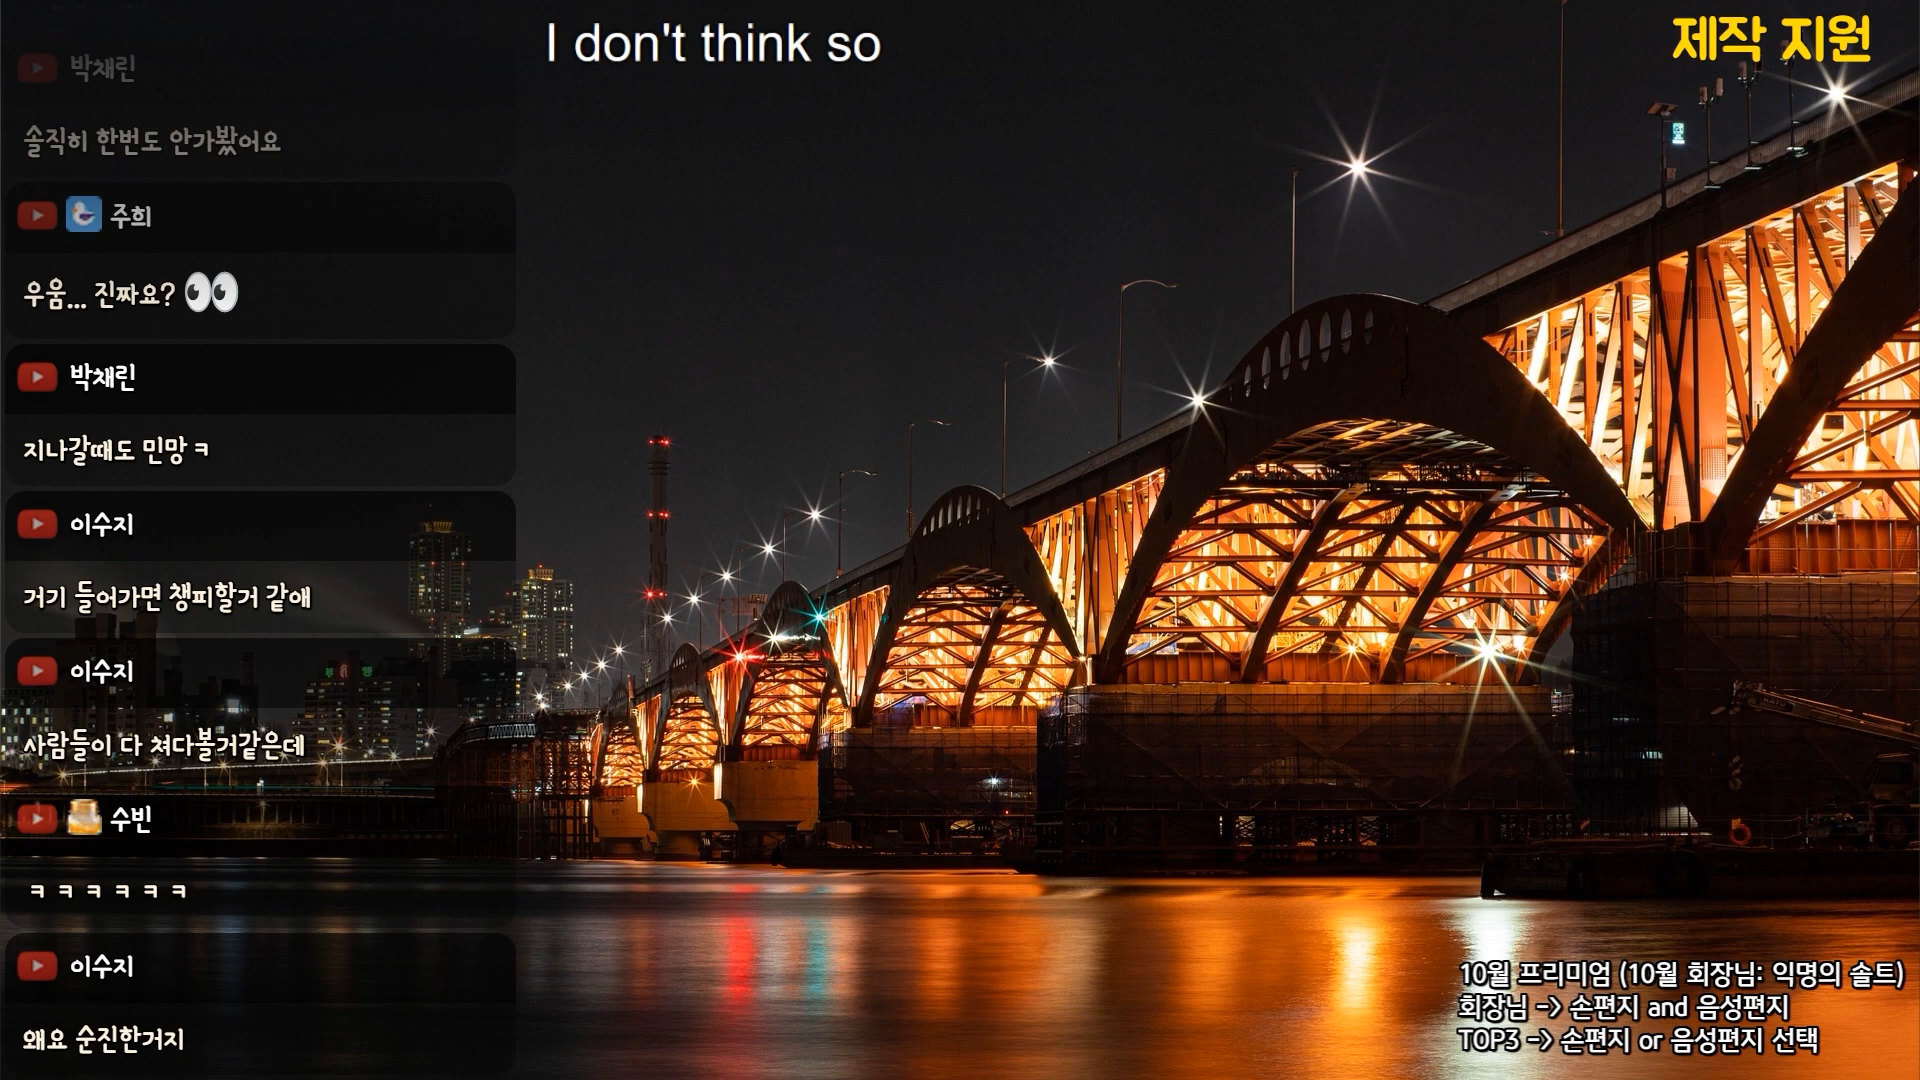 박채린
솔직히 한번도 안가봤어요
주희
우움... 진짜요? 👀
박채린
지나갈때도 민망 ㅋ
이수지
거기 들어가면 챙피할거 같애
이수지
사람들이 다 쳐다볼거같은데
수빈
ㅋㅋㅋㅋㅋㅋ
이수지
왜요 순진한거지
I don't think so
제작 지원
10월 프리미엄 (10월 회장님: 익명의 솔트)
회장님 -> 손편지 and 음성편지
TOP3 -> 손편지 or 음성편지 선택